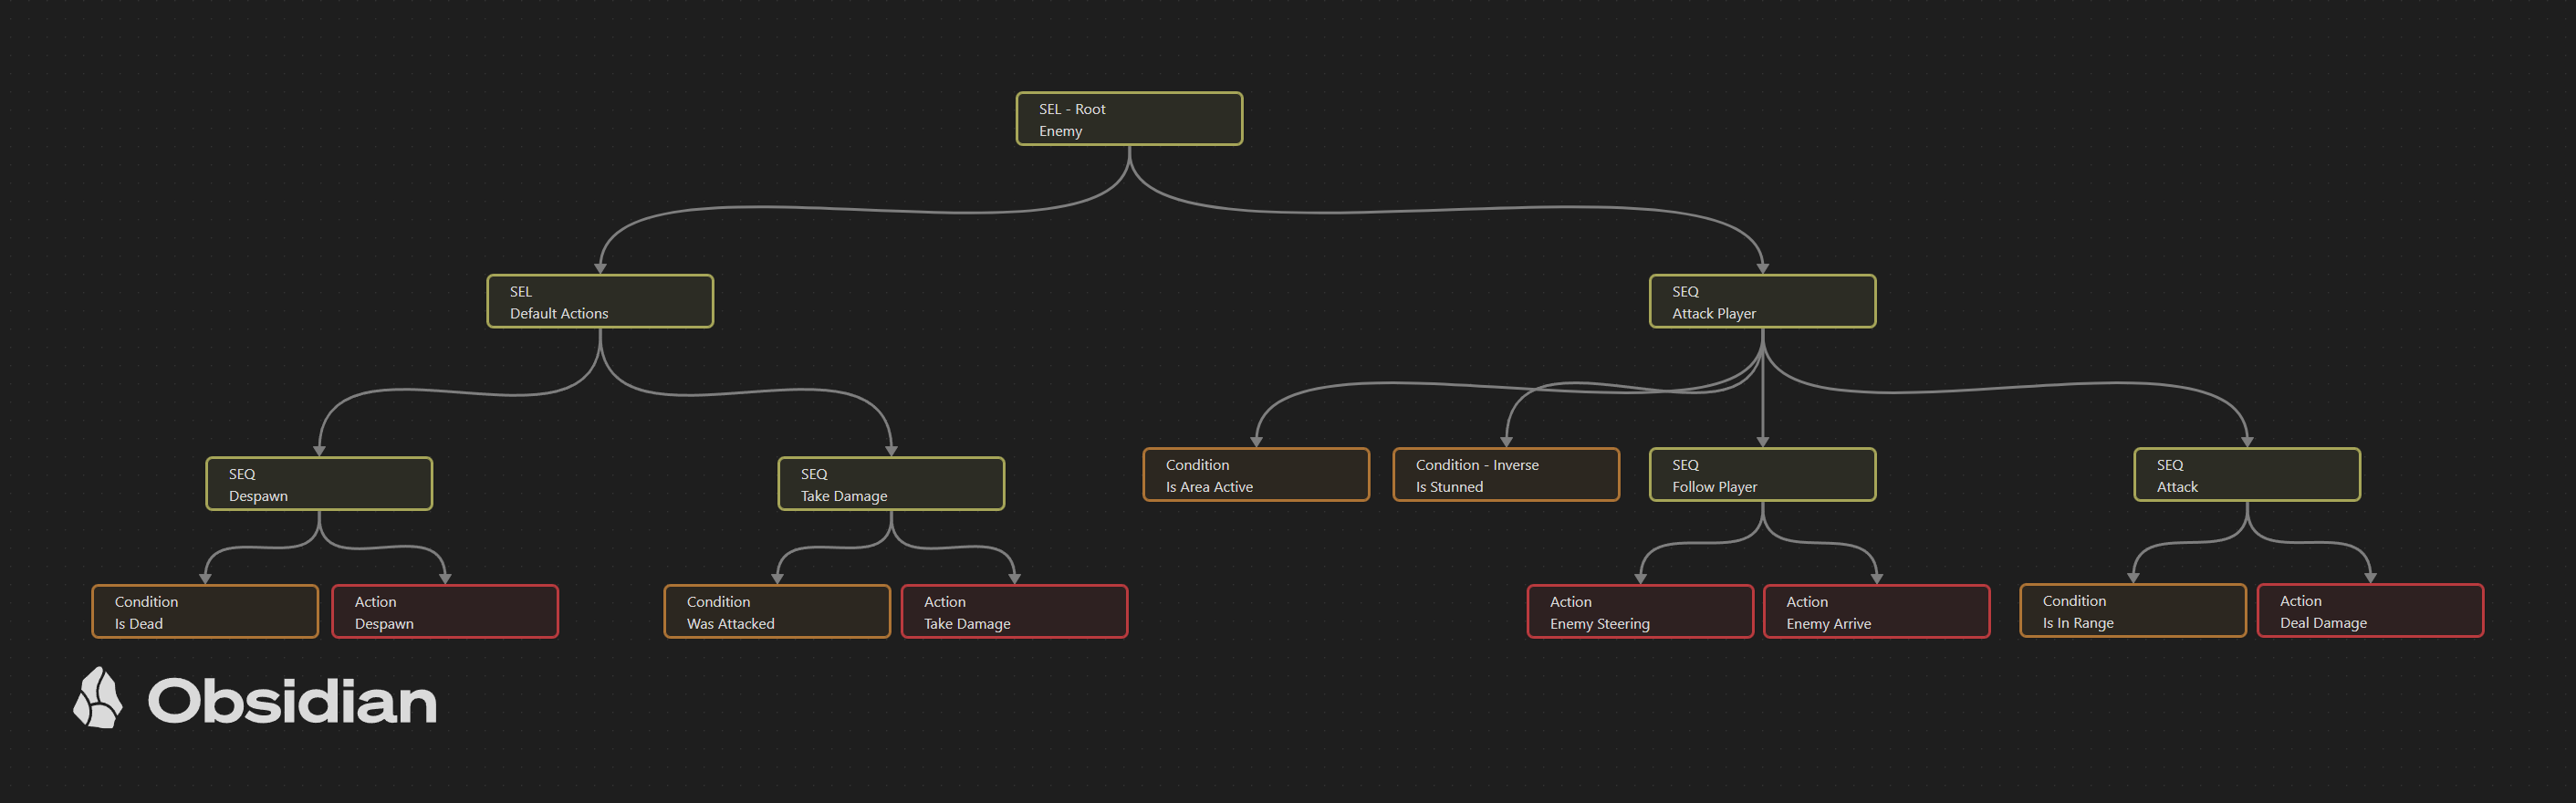 SEL - Root
Enemy
SEL
Default Actions
SEQ
Attack Player
SEQ
Despawn
SEQ
Take Damage
Condition
Is Area Active
Condition - Inverse
Is Stunned
SEQ
Follow Player
SEQ
Attack
Condition
Is Dead
Action
Despawn
Condition
Was Attacked
Action
Take Damage
Action
Enemy Steering
Action
Enemy Arrive
Condition
Is In Range
Action
Deal Damage
Obsidian